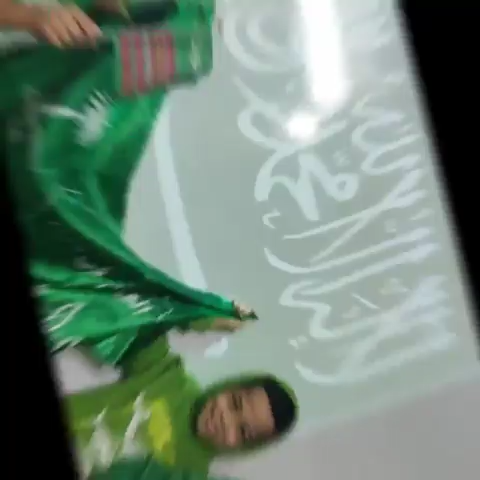 لا إله إلا الله محمد رسول الله